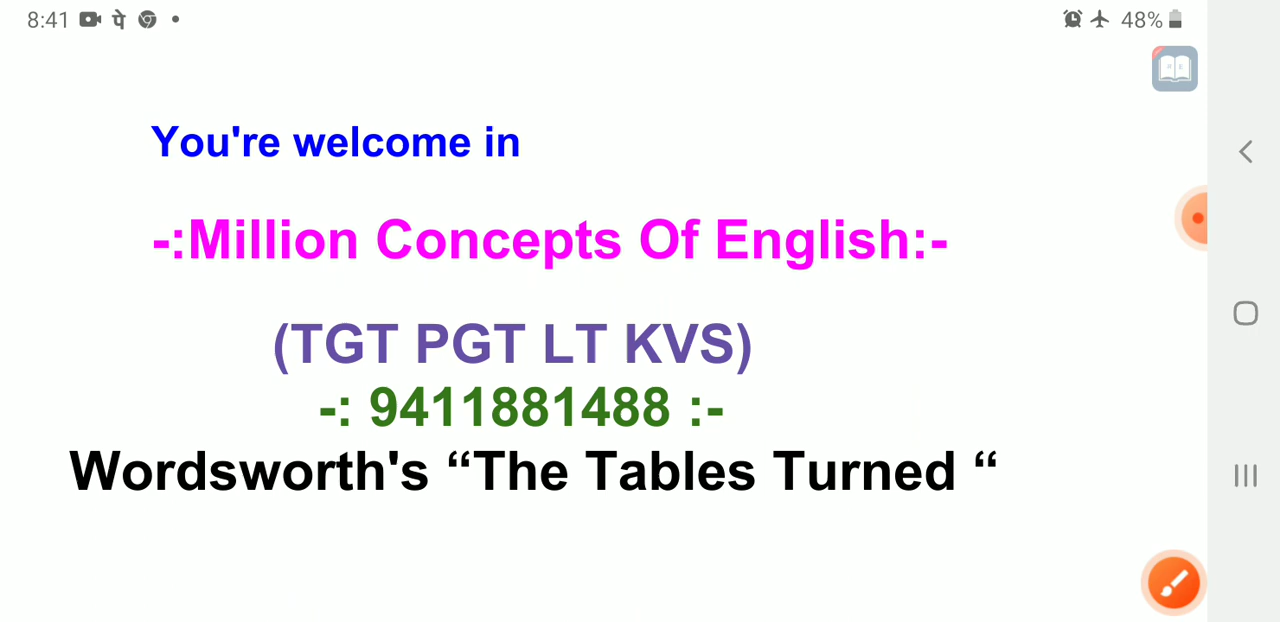 8:41 48%
You're welcome in
-:Million Concepts Of English:-
(TGT PGT LT KVS)
-: 9411881488 :-
Wordsworth's “The Tables Turned “